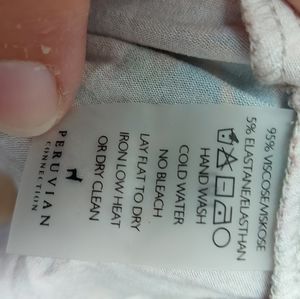 95% VISCOSE/VISKOSE
5% ELASTANE/ELASTHAN
HAND WASH
COLD WATER
NO BLEACH
LAY FLAT TO DRY
IRON LOW HEAT
OR DRY CLEAN
PERUVIAN
CONNECTION